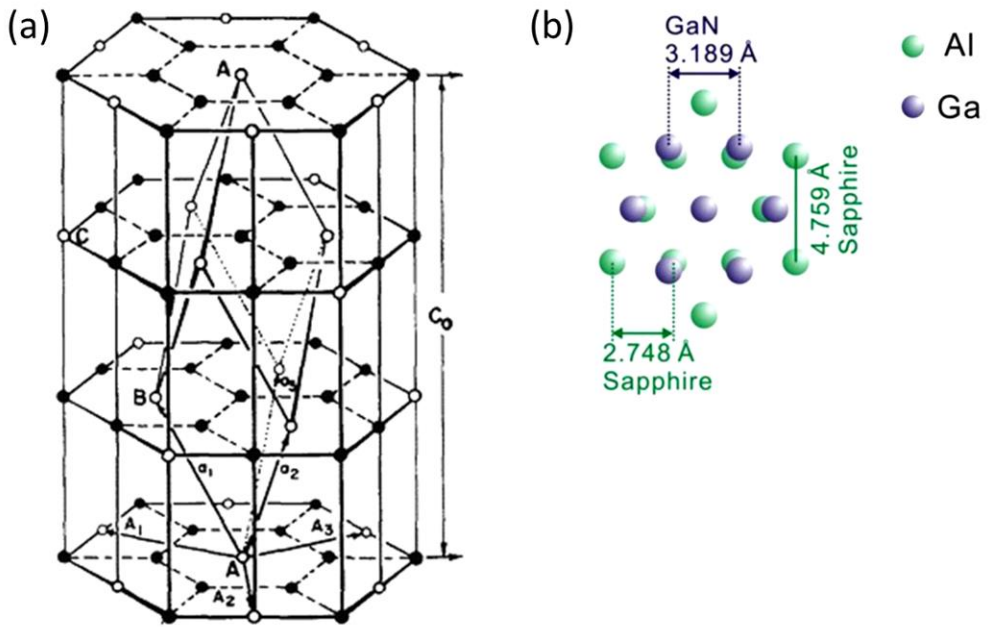 (a)
A
C
C₀
B
a₁
a₂
A₁
A₃
A
A₂
(b)
GaN
3.189 Å
Al
Ga
4.759 Å
Sapphire
2.748 Å
Sapphire